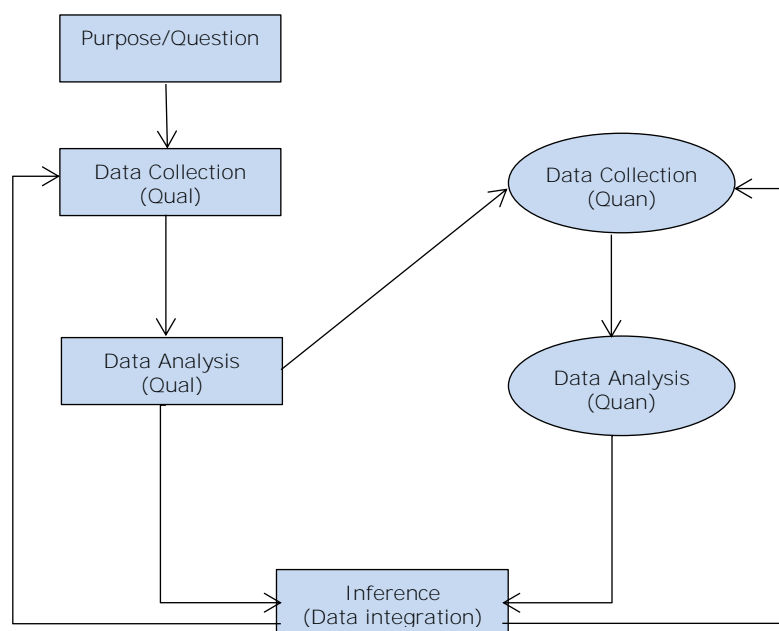 Purpose/Question
Data Collection
(Qual)
Data Collection
(Quan)
Data Analysis
(Qual)
Data Analysis
(Quan)
Inference
(Data integration)